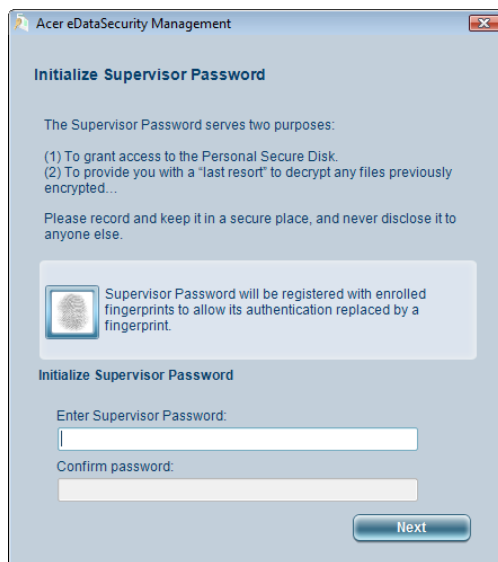 Acer eDataSecurity Management
Initialize Supervisor Password
The Supervisor Password serves two purposes:
(1) To grant access to the Personal Secure Disk.
(2) To provide you with a “last resort” to decrypt any files previously
encrypted...
Please record and keep it in a secure place, and never disclose it to
anyone else.
Supervisor Password will be registered with enrolled
fingerprints to allow its authentication replaced by a
fingerprint.
Initialize Supervisor Password
Enter Supervisor Password:
Confirm password:
Next